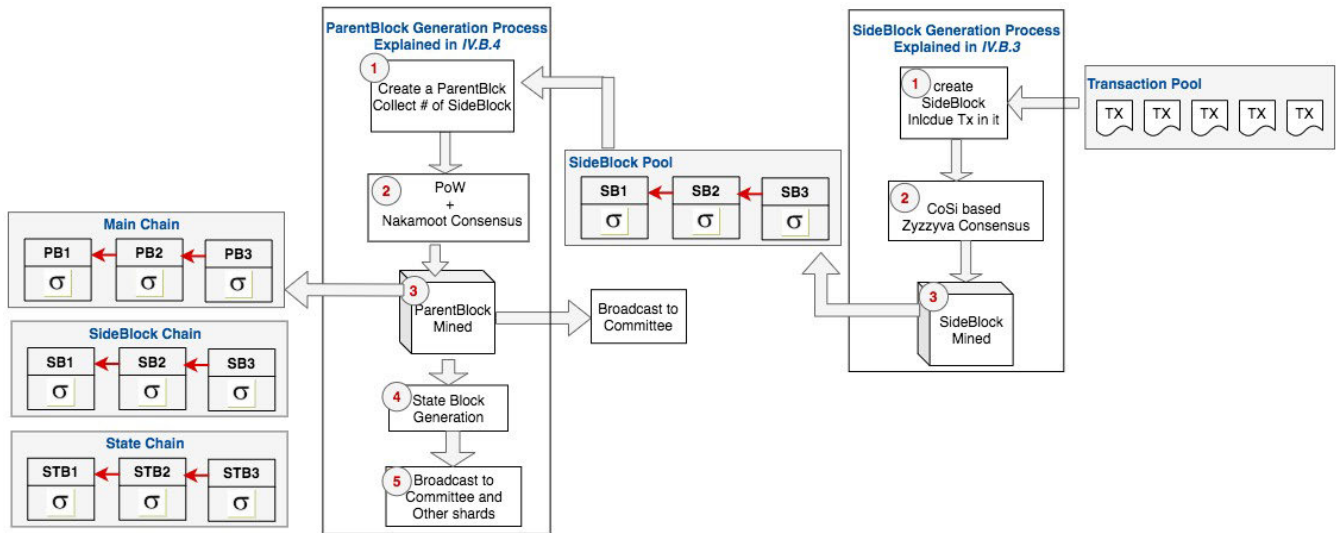 ParentBlock Generation Process
Explained in IV.B.4
1
Create a ParentBlck
Collect # of SideBlock
2
PoW
+
Nakamoot Consensus
3
ParentBlock
Mined
Broadcast to
Committee
4
State Block
Generation
5
Broadcast to
Committee and
Other shards
Main Chain
PB1
PB2
PB3
σ
σ
σ
SideBlock Chain
SB1
SB2
SB3
σ
σ
σ
State Chain
STB1
STB2
STB3
σ
σ
σ
SideBlock Pool
SB1
SB2
SB3
σ
σ
σ
SideBlock Generation Process
Explained in IV.B.3
1
create
SideBlock
Inlcdue Tx in it
2
CoSi based
Zyzzyva Consensus
3
SideBlock
Mined
Transaction Pool
TX
TX
TX
TX
TX